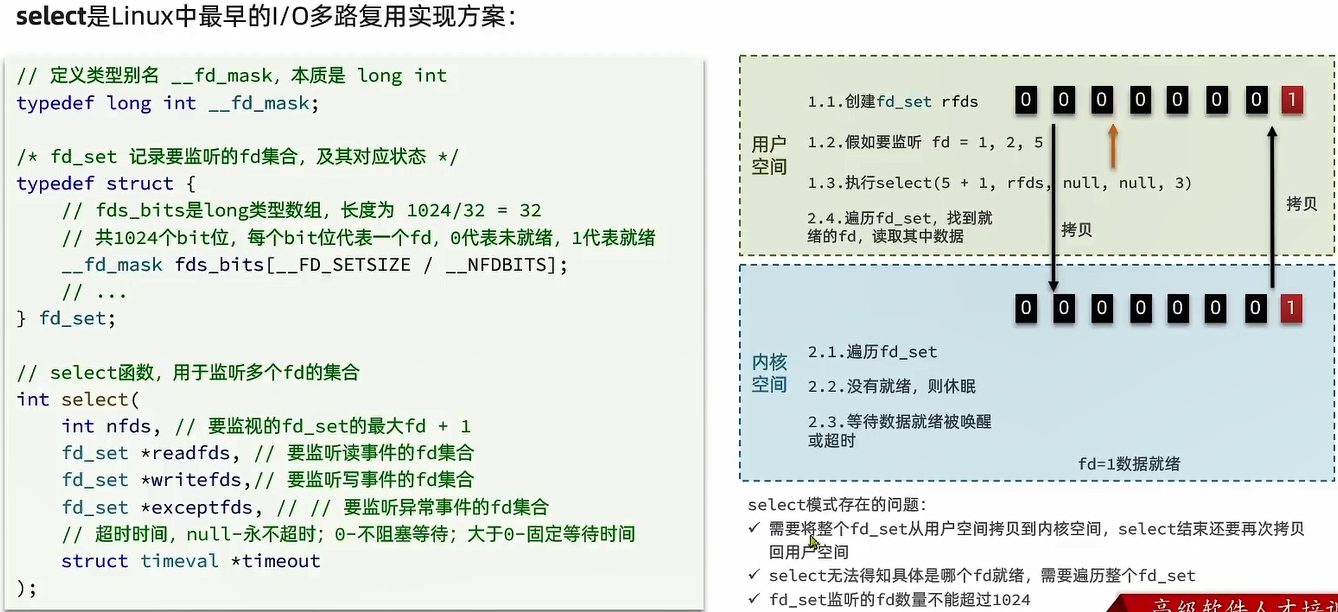 select是Linux中最早的I/O多路复用实现方案：
// 定义类型别名 __fd_mask，本质是 long int
typedef long int __fd_mask;
/* fd_set 记录要监听的fd集合，及其对应状态 */
typedef struct {
// fds_bits是long类型数组，长度为 1024/32 = 32
// 共1024个bit位，每个bit位代表一个fd，0代表未就绪，1代表就绪
__fd_mask fds_bits[__FD_SETSIZE / __NFDBITS];
// ...
} fd_set;
// select函数，用于监听多个fd的集合
int select(
int nfds, // 要监视的fd_set的最大fd + 1
fd_set *readfds, // 要监听读事件的fd集合
fd_set *writefds,// 要监听写事件的fd集合
fd_set *exceptfds, // // 要监听异常事件的fd集合
// 超时时间，null-永不超时；0-不阻塞等待；大于0-固定等待时间
struct timeval *timeout
);
用户
空间
1.1.创建fd_set rfds
0 0 0 0 0 0 0 1
1.2.假如要监听 fd = 1, 2, 5
1.3.执行select(5 + 1, rfds, null, null, 3)
2.4.遍历fd_set，找到就
绪的fd，读取其中数据
拷贝
拷贝
0 0 0 0 0 0 0 1
内核
空间
2.1.遍历fd_set
2.2.没有就绪，则休眠
2.3.等待数据就绪被唤醒
或超时
fd=1数据就绪
select模式存在的问题：
✓ 需要将整个fd_set从用户空间拷贝到内核空间，select结束还要再次拷贝
回用户空间
✓ select无法得知具体是哪个fd就绪，需要遍历整个fd_set
✓ fd_set监听的fd数量不能超过1024
高级软件人才培训